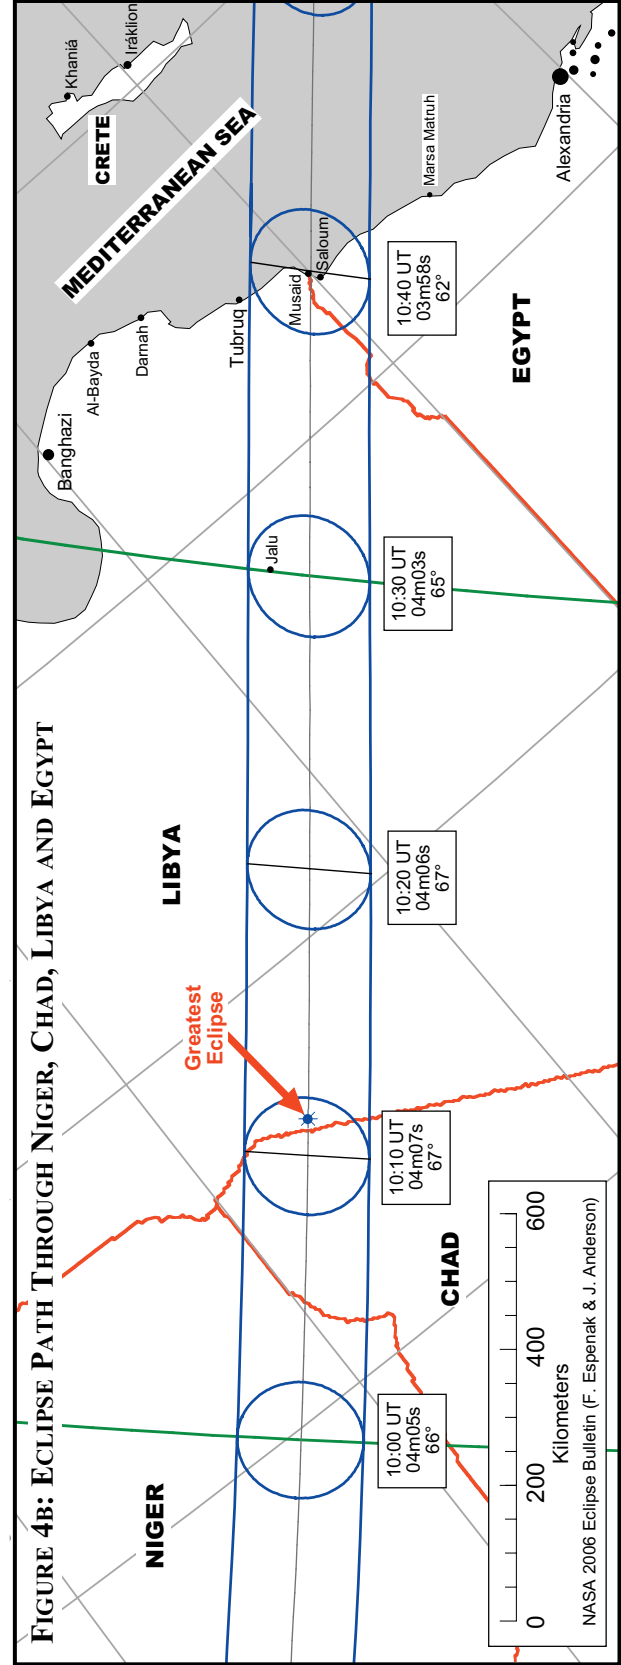 FIGURE 4B: ECLIPSE PATH THROUGH NIGER, CHAD, LIBYA AND EGYPT
Khaniá
Iráklion
CRETE
MEDITERRANEAN SEA
Banghazi
Al-Bayda
Darnah
Tubruq
Musaid
Saloum
Marsa Matruh
Alexandria
Jalu
NIGER
LIBYA
CHAD
EGYPT
Greatest
Eclipse
10:00 UT
04m05s
66°
10:10 UT
04m07s
67°
10:20 UT
04m06s
67°
10:30 UT
04m03s
65°
10:40 UT
03m58s
62°
0 200 400 600
Kilometers
NASA 2006 Eclipse Bulletin (F. Espenak & J. Anderson)